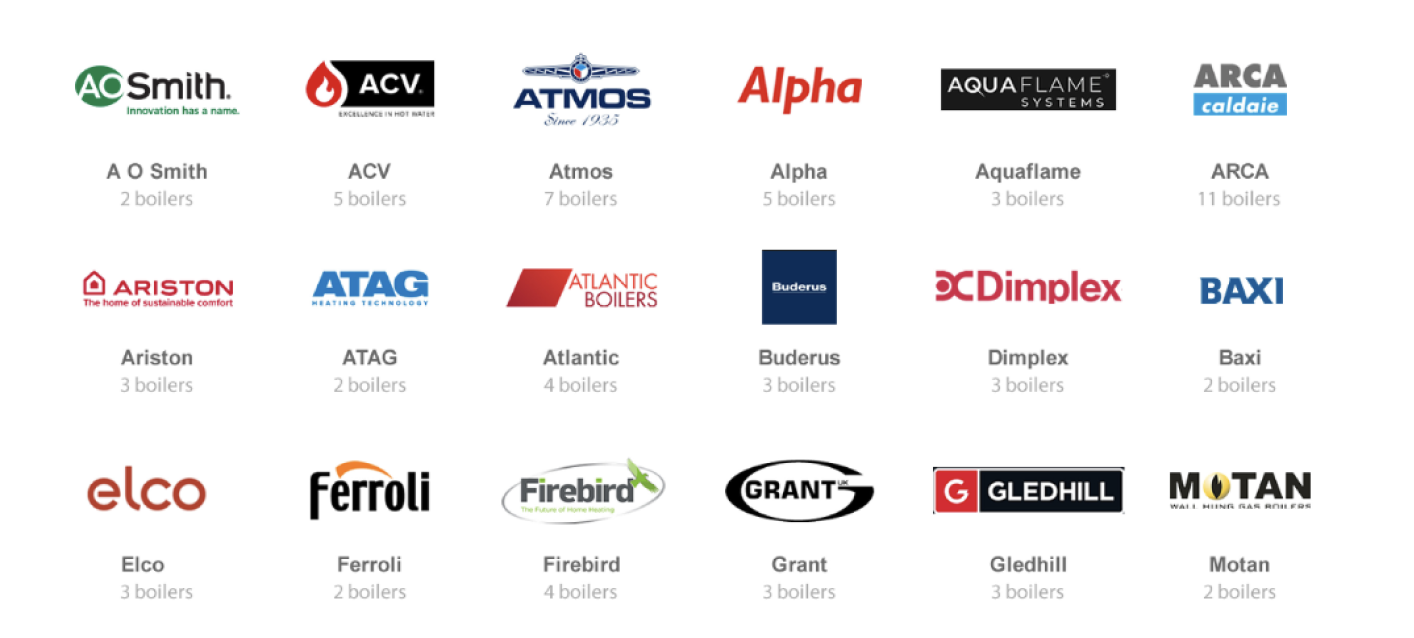 AO Smith.
Innovation has a name.
ACV.
EXCELLENCE IN HOT WATER
ATMOS
Since 1935
Alpha
AQUAFLAME°
SYSTEMS
ARCA
caldaie
A O Smith
ACV
Atmos
Alpha
Aquaflame
ARCA
2 boilers
5 boilers
7 boilers
5 boilers
3 boilers
11 boilers
ARISTON
The home of sustainable comfort
ATAG
HEATING TECHNOLOGY
ATLANTIC
BOILERS
Buderus
Dimplex
BAXI
Ariston
ATAG
Atlantic
Buderus
Dimplex
Baxi
3 boilers
2 boilers
4 boilers
3 boilers
3 boilers
2 boilers
elco
Ferroli
Firebird
The Future of Home Heating
GRANT UK
G GLEDHILL
MOTAN
WALL HUNG GAS BOILERS
Elco
Ferroli
Firebird
Grant
Gledhill
Motan
3 boilers
2 boilers
4 boilers
3 boilers
3 boilers
2 boilers